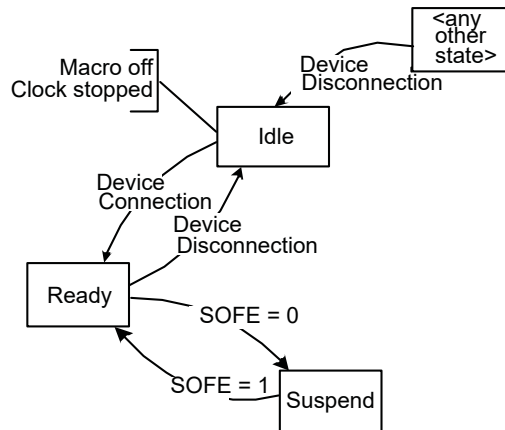 <any
other
state>
Device
Disconnection
Macro off
Clock stopped
Idle
Device
Connection
Device
Disconnection
Ready
SOFE = 0
SOFE = 1
Suspend